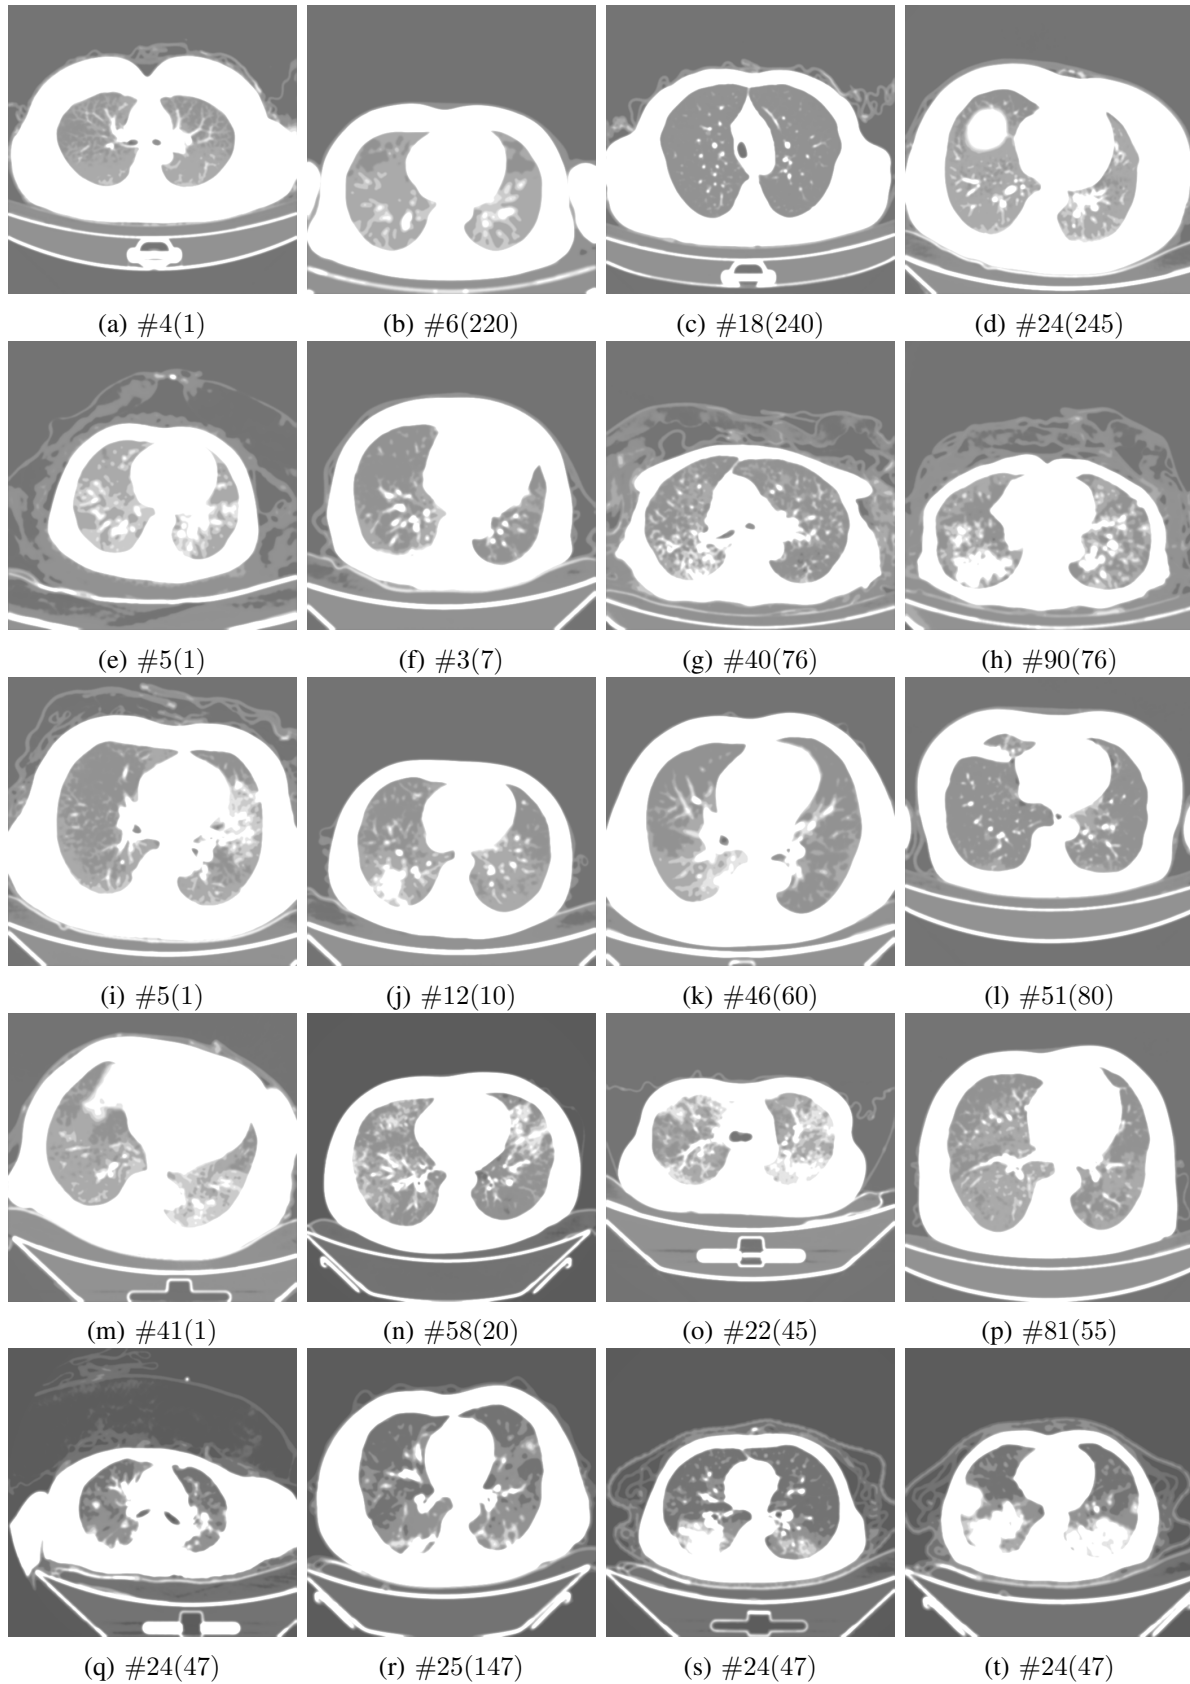 (a) #4(1) (b) #6(220) (c) #18(240) (d) #24(245)
(e) #5(1) (f) #3(7) (g) #40(76) (h) #90(76)
(i) #5(1) (j) #12(10) (k) #46(60) (l) #51(80)
(m) #41(1) (n) #58(20) (o) #22(45) (p) #81(55)
(q) #24(47) (r) #25(147) (s) #24(47) (t) #24(47)